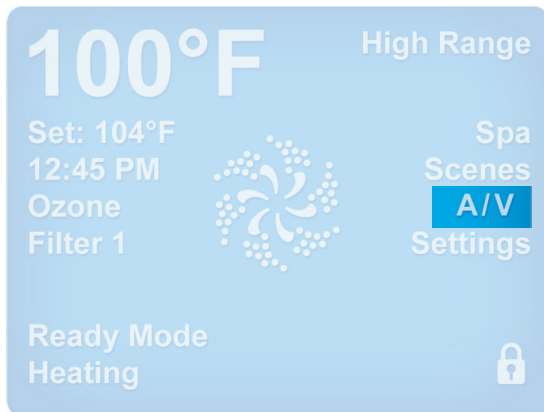 100°F
High Range
Set: 104°F
12:45 PM
Ozone
Filter 1
Spa
Scenes
A/V
Settings
Ready Mode
Heating